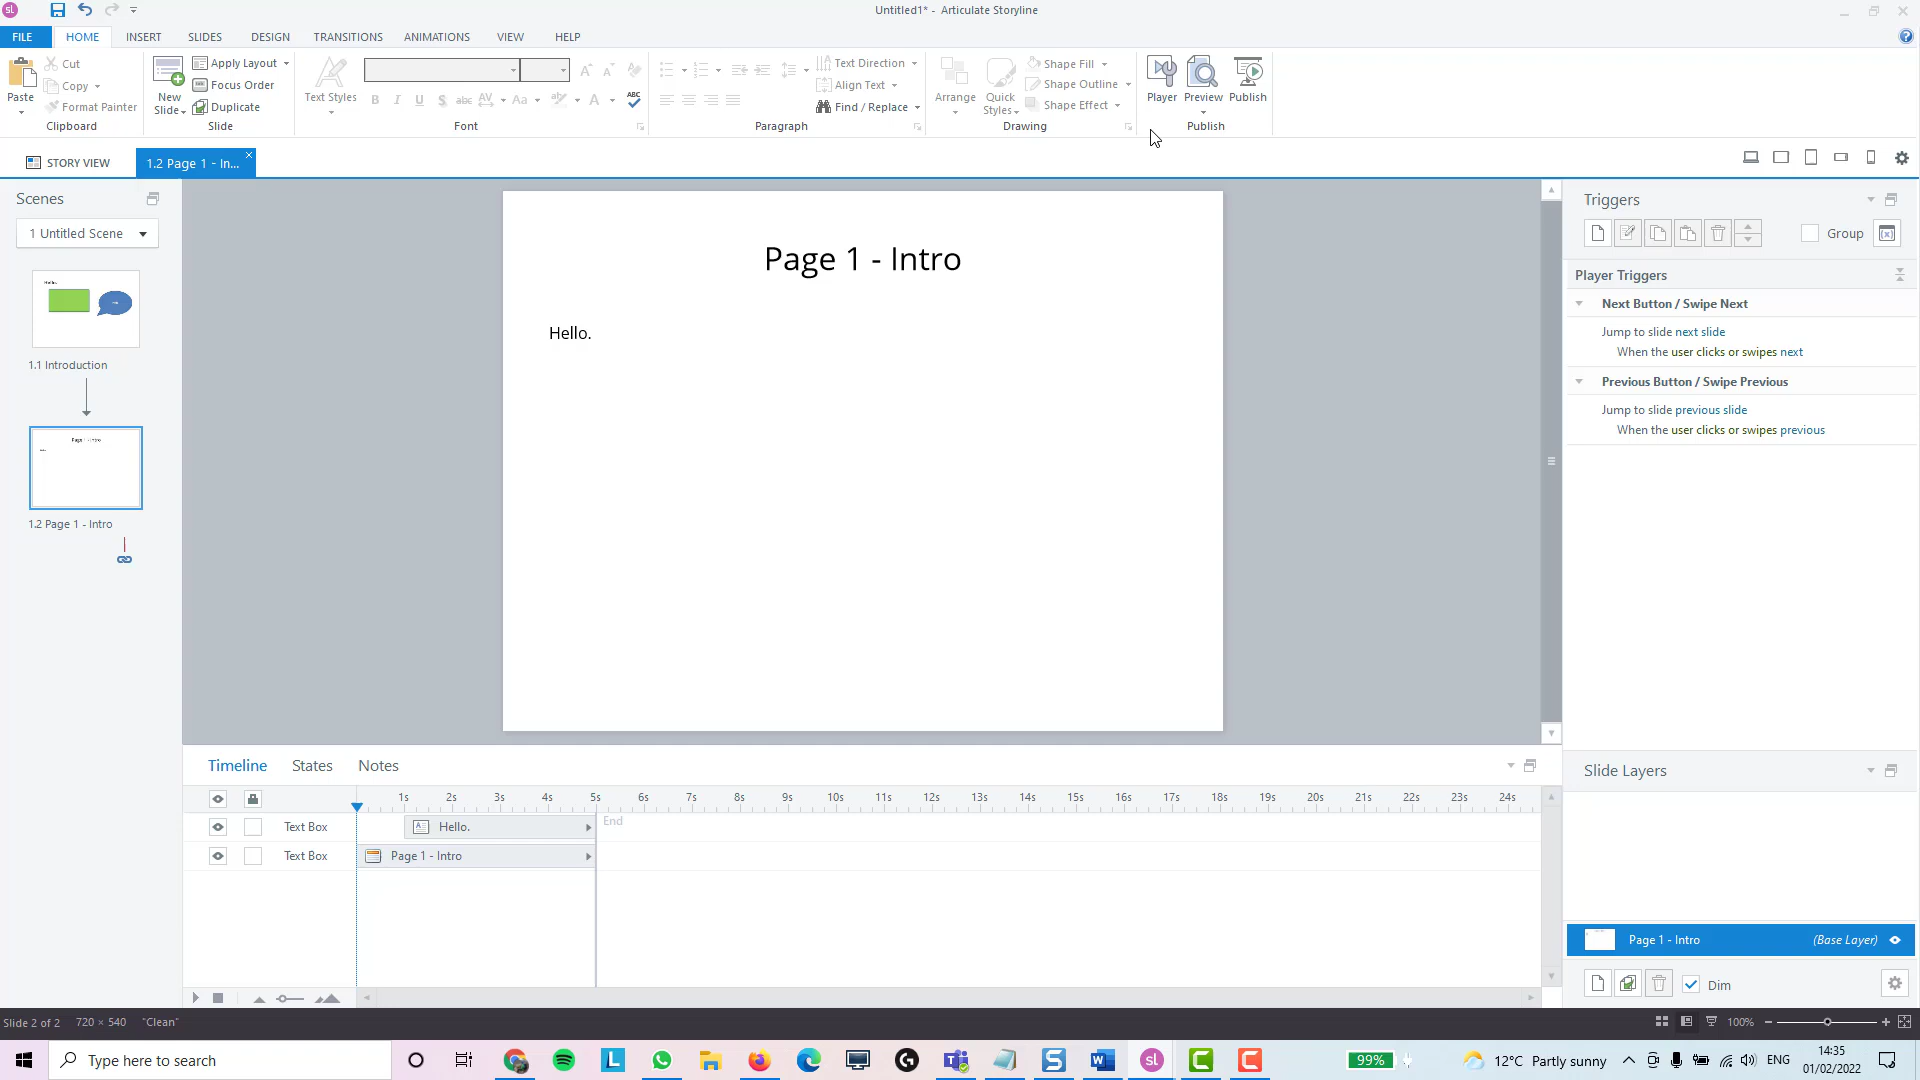 sl
Untitled1* - Articulate Storyline
FILE HOME INSERT SLIDES DESIGN TRANSITIONS ANIMATIONS VIEW HELP
Paste
Cut
Copy
Format Painter
Clipboard
New Slide
Apply Layout
Focus Order
Duplicate
Slide
Text Styles
B I U S abc AV Aa A ABC
Font
Text Direction
Align Text
Find / Replace
Paragraph
Arrange
Quick Styles
Shape Fill
Shape Outline
Shape Effect
Drawing
Player
Preview
Publish
Publish
STORY VIEW
1.2 Page 1 - In...
Scenes
1 Untitled Scene
Hello.
1.1 Introduction
Page 1 - Intro
1.2 Page 1 - Intro
Page 1 - Intro
Hello.
Triggers
Group
Player Triggers
Next Button / Swipe Next
Jump to slide next slide
When the user clicks or swipes next
Previous Button / Swipe Previous
Jump to slide previous slide
When the user clicks or swipes previous
Timeline States Notes
1s 2s 3s 4s 5s 6s 7s 8s 9s 10s 11s 12s 13s 14s 15s 16s 17s 18s 19s 20s 21s 22s 23s 24s
Text Box Hello. End
Text Box Page 1 - Intro
Slide Layers
Page 1 - Intro (Base Layer)
Dim
Slide 2 of 2 720 × 540 "Clean"
100%
Type here to search
99%
12°C Partly sunny
ENG
14:35
01/02/2022